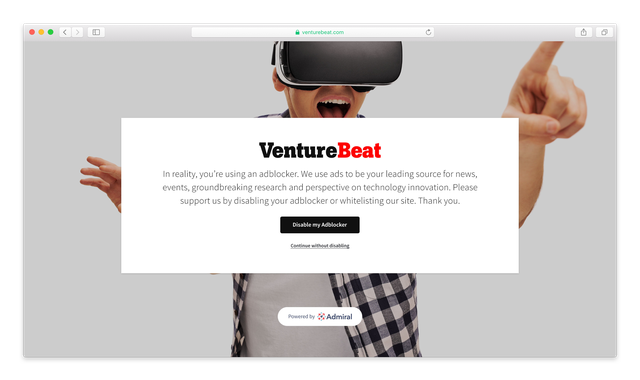 venturebeat.com
VentureBeat
In reality, you're using an adblocker. We use ads to be your leading source for news,
events, groundbreaking research and perspective on technology innovation. Please
support us by disabling your adblocker or whitelisting our site. Thank you.
Disable my Adblocker
Continue without disabling
Powered by Admiral